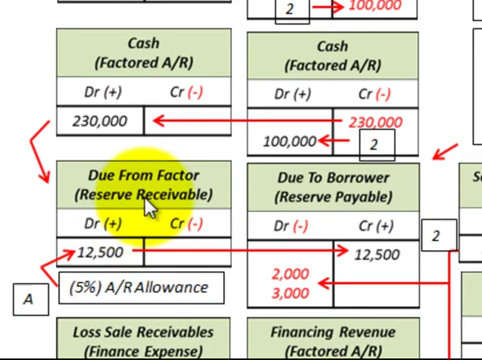 2
100,000
Cash
(Factored A/R)
Dr (+) Cr (-)
230,000
Cash
(Factored A/R)
Dr (+) Cr (-)
230,000
100,000
2
Due From Factor
(Reserve Receivable)
Dr (+) Cr (-)
12,500
Due To Borrower
(Reserve Payable)
Dr (-) Cr (+)
12,500
2,000
3,000
2
A
(5%) A/R Allowance
Loss Sale Receivables
(Finance Expense)
Financing Revenue
(Factored A/R)